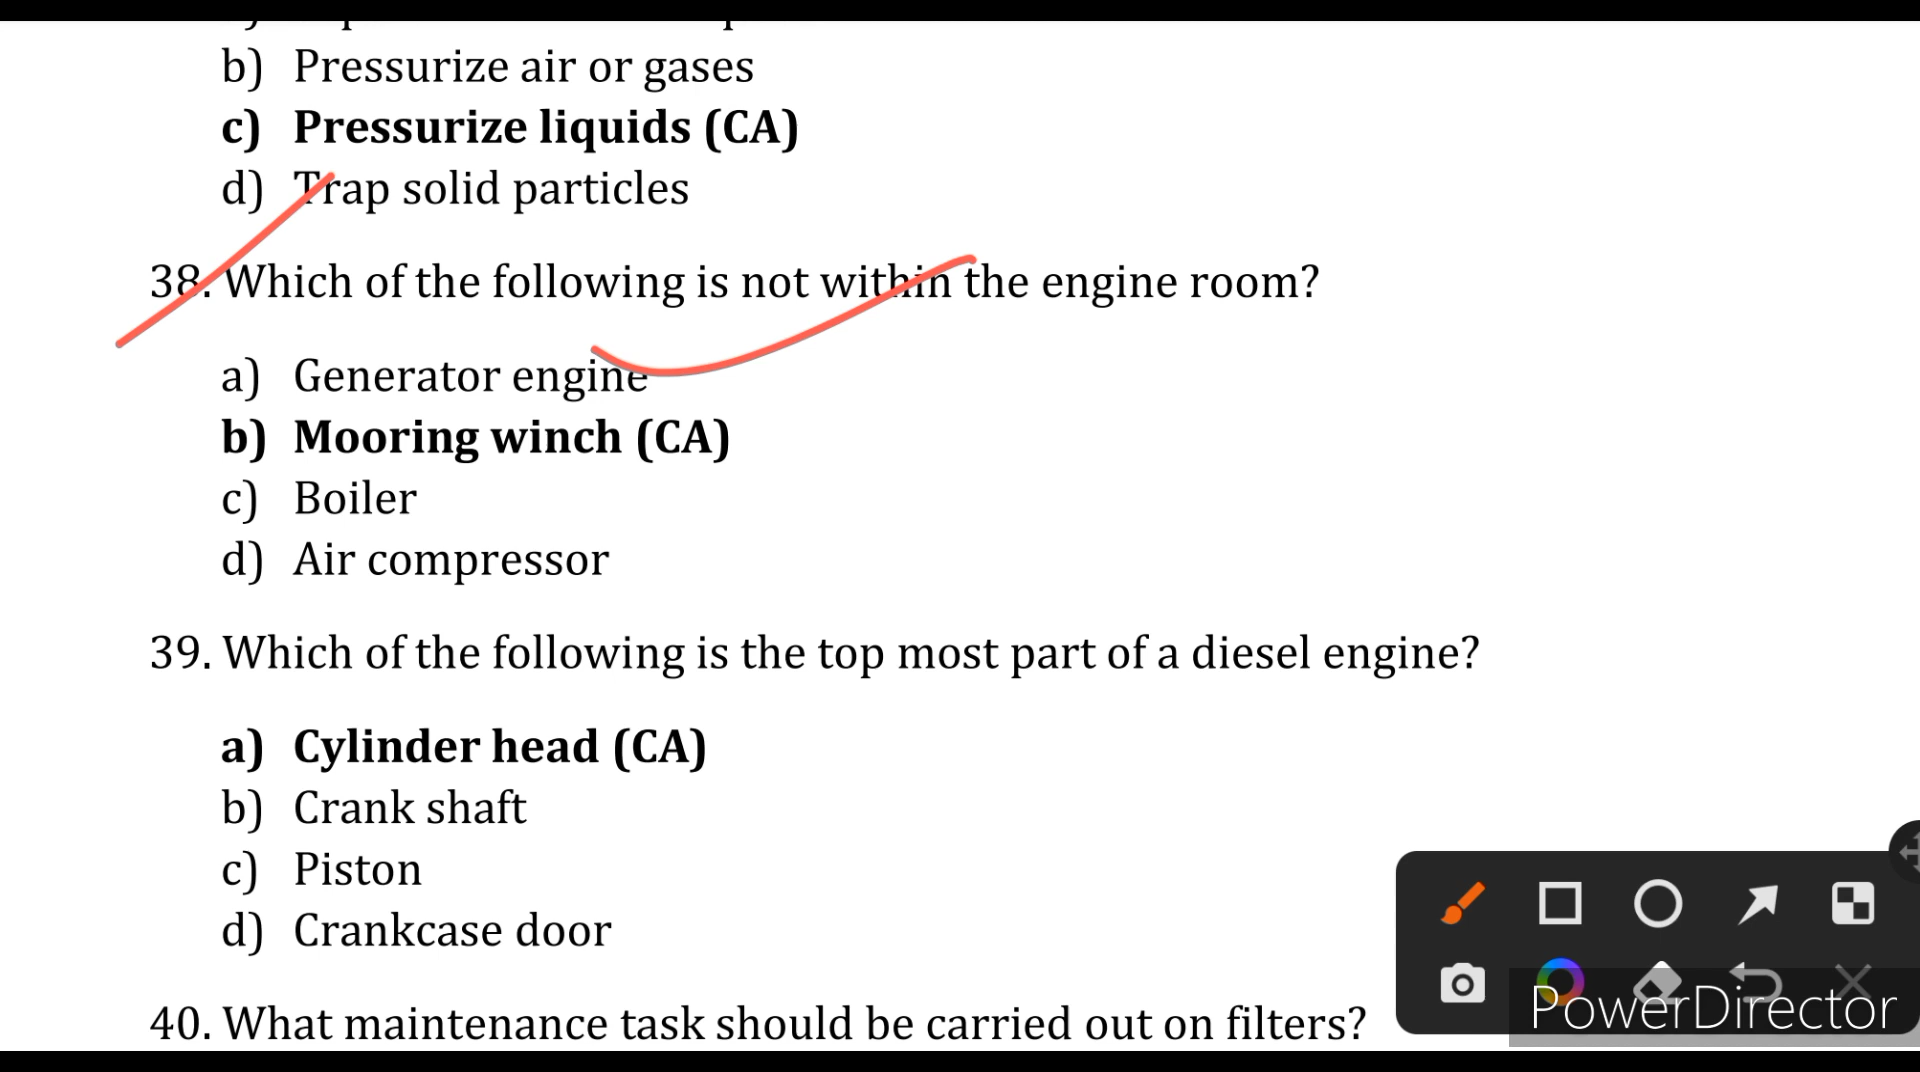 b) Pressurize air or gases
c) Pressurize liquids (CA)
d) Trap solid particles
38. Which of the following is not within the engine room?
a) Generator engine
b) Mooring winch (CA)
c) Boiler
d) Air compressor
39. Which of the following is the top most part of a diesel engine?
a) Cylinder head (CA)
b) Crank shaft
c) Piston
d) Crankcase door
40. What maintenance task should be carried out on filters?
PowerDirector